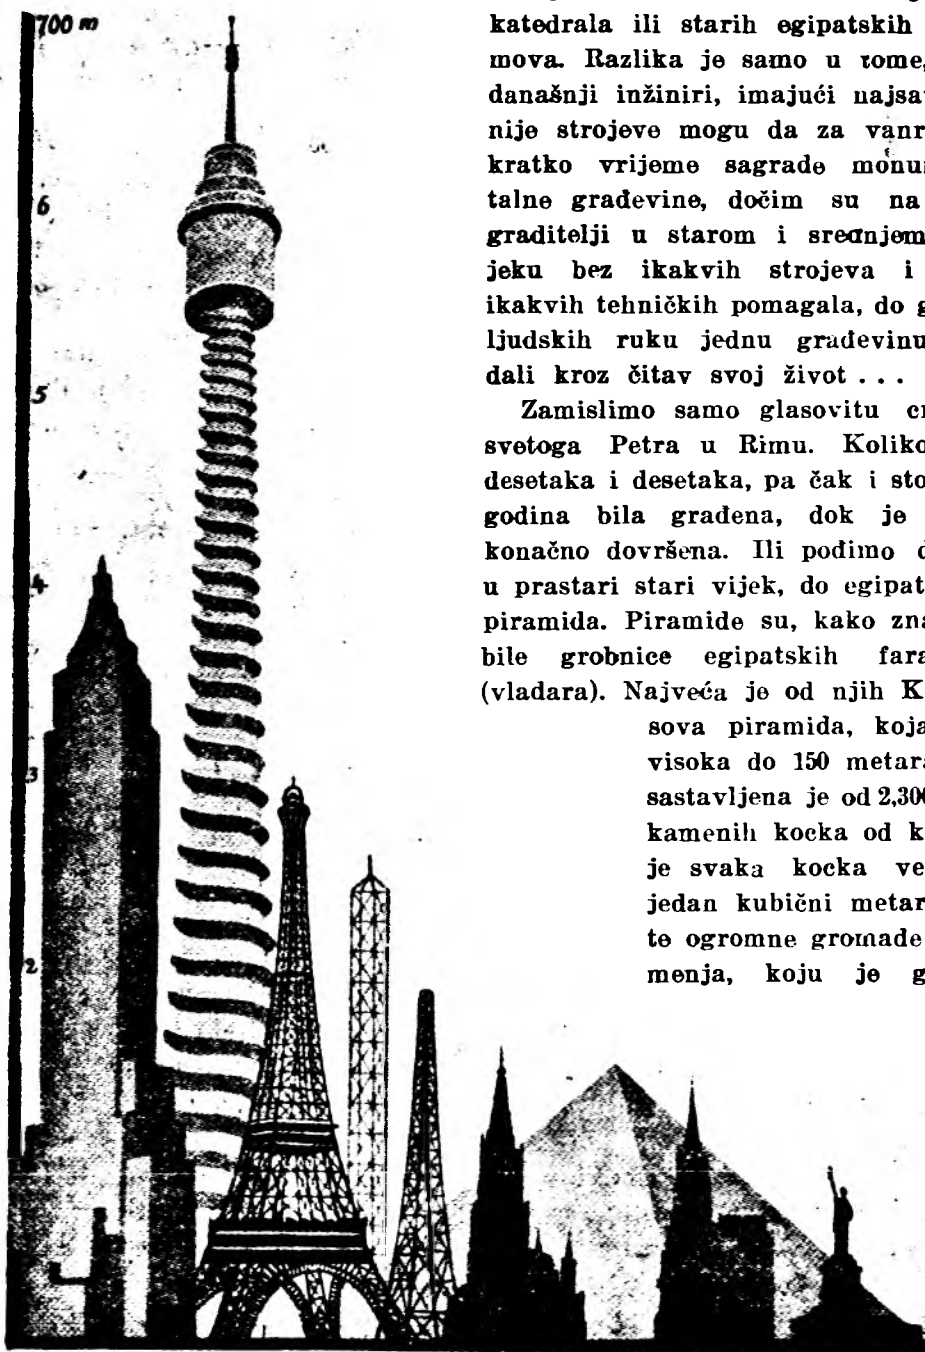 700 m
6
5
4
3
2
katedrala ili starih egipatskih
mova. Razlika je samo u tome,
današnji inžiniri, imajući najsa
nije strojeve mogu da za vanr
kratko vrijeme sagrade monu
talne građevine, dočim su na
graditelji u starom i srednjem
jeku bez ikakvih strojeva i
ikakvih tehničkih pomagala, do g
ljudskih ruku jednu građevinu
dali kroz čitav svoj život . . .
Zamislimo samo glasovitu cr
svetoga Petra u Rimu. Koliko
desetaka i desetaka, pa čak i sto
godina bila građena, dok je
konačno dovršena. Ili pođimo d
u prastari stari vijek, do egipat
piramida. Piramide su, kako zna
bile grobnice egipatskih fara
(vladara). Najveća je od njih K
sova piramida, koja
visoka do 150 metara
sastavljena je od 2,300
kamenih kocka od k
je svaka kocka ve
jedan kubični metar
te ogromne gromade
menja, koju je g